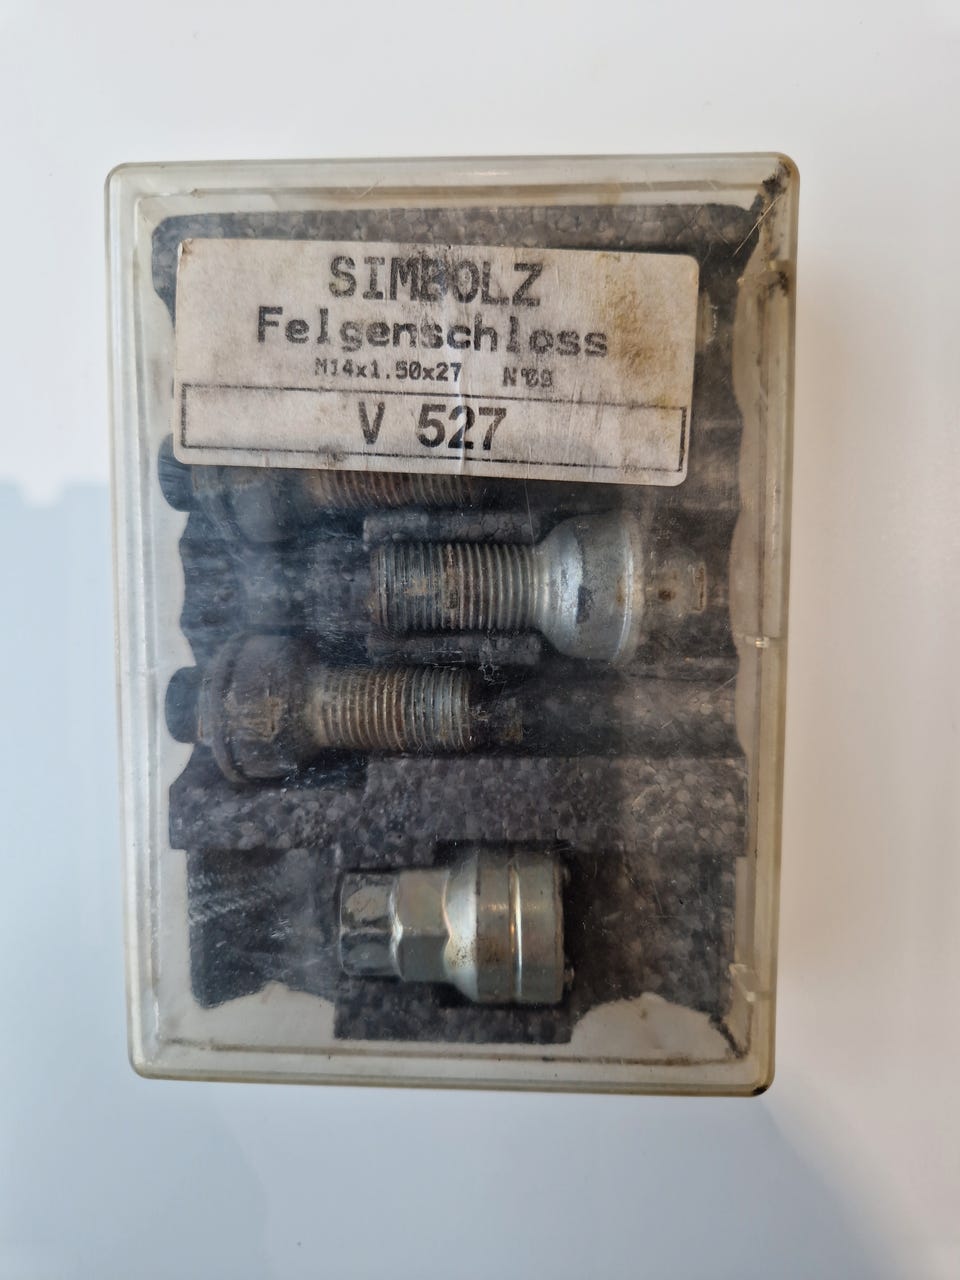 SIMBOLZ
Felgenschloss
M14x1.50x27 N°
V 527